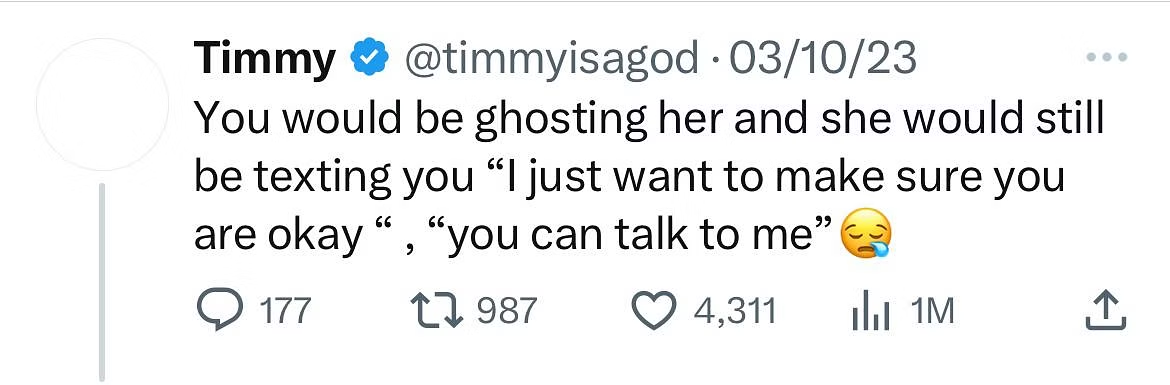 Timmy @timmyisagod · 03/10/23
You would be ghosting her and she would still
be texting you “I just want to make sure you
are okay “ , “you can talk to me”😪
177 987 4,311 1M